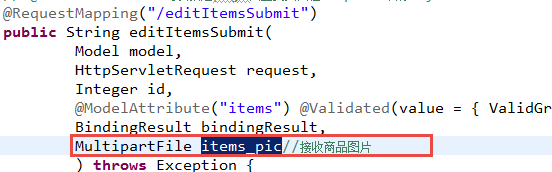 @RequestMapping("/editItemsSubmit")
public String editItemsSubmit(
Model model,
HttpServletRequest request,
Integer id,
@ModelAttribute("items") @Validated(value = { ValidGr
BindingResult bindingResult,
MultipartFile items_pic//接收商品图片
) throws Exception {